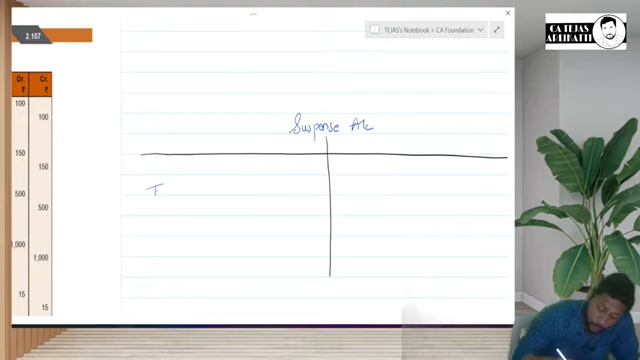 2.107
TEJAS's Notebook > CA Foundation
CA TEJAS
Dr. Cr.
₹ ₹
100
100
150
150
500
500
1,000
1,000
15
15
Suspense A/c
T